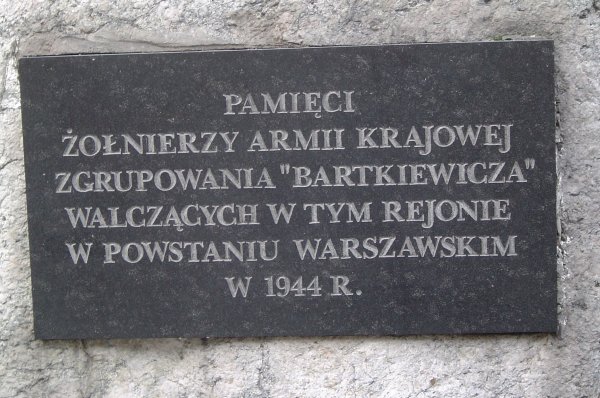 PAMIĘCI
ŻOŁNIERZY ARMII KRAJOWEJ
ZGRUPOWANIA "BARTKIEWICZA"
WALCZĄCYCH W TYM REJONIE
W POWSTANIU WARSZAWSKIM
W 1944 R.